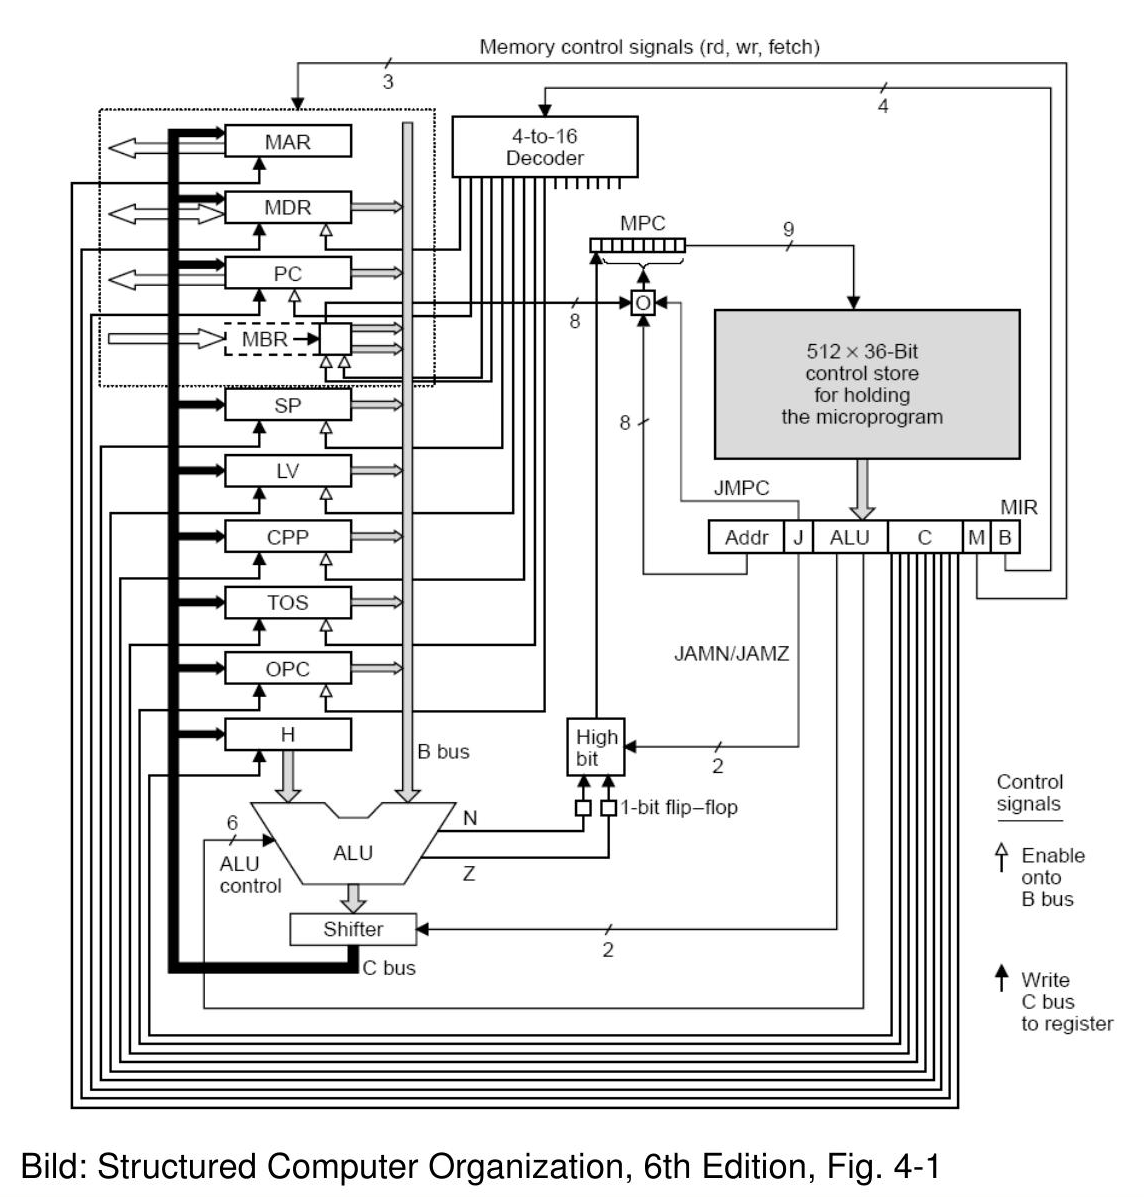 Memory control signals (rd, wr, fetch)
3
4
MAR
4-to-16
Decoder
MDR
MPC
9
PC
O
8
MBR
512 × 36-Bit
control store
for holding
the microprogram
SP
8
LV
JMPC
MIR
CPP
Addr
J
ALU
C
M
B
TOS
JAMN/JAMZ
OPC
H
High
bit
B bus
2
Control
signals
1-bit flip–flop
N
6
ALU
control
ALU
Z
Enable
onto
B bus
Shifter
2
C bus
Write
C bus
to register
Bild: Structured Computer Organization, 6th Edition, Fig. 4-1